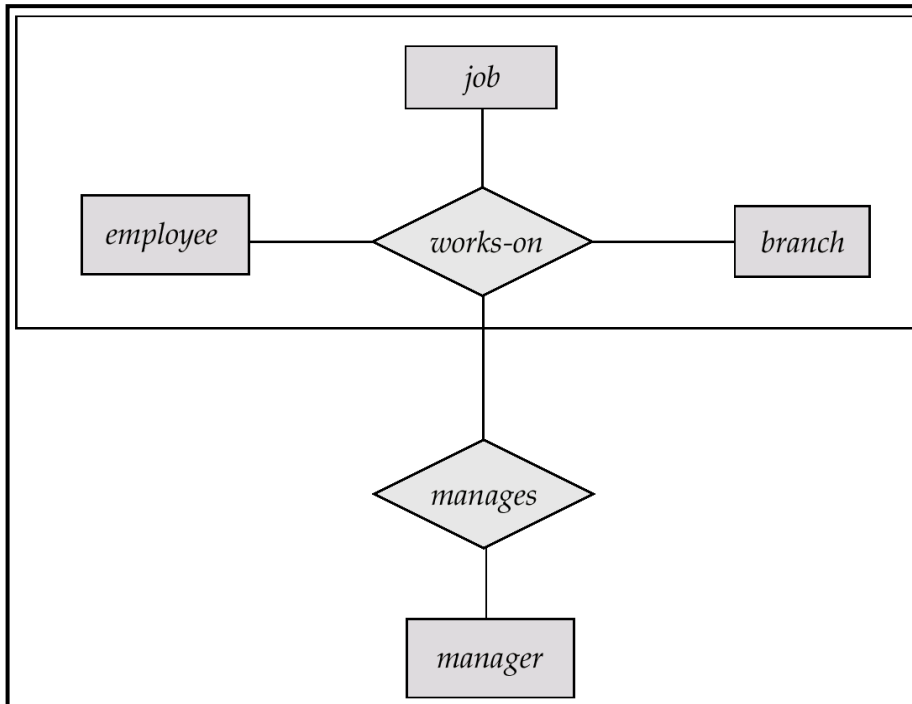 job
employee
works-on
branch
manages
manager